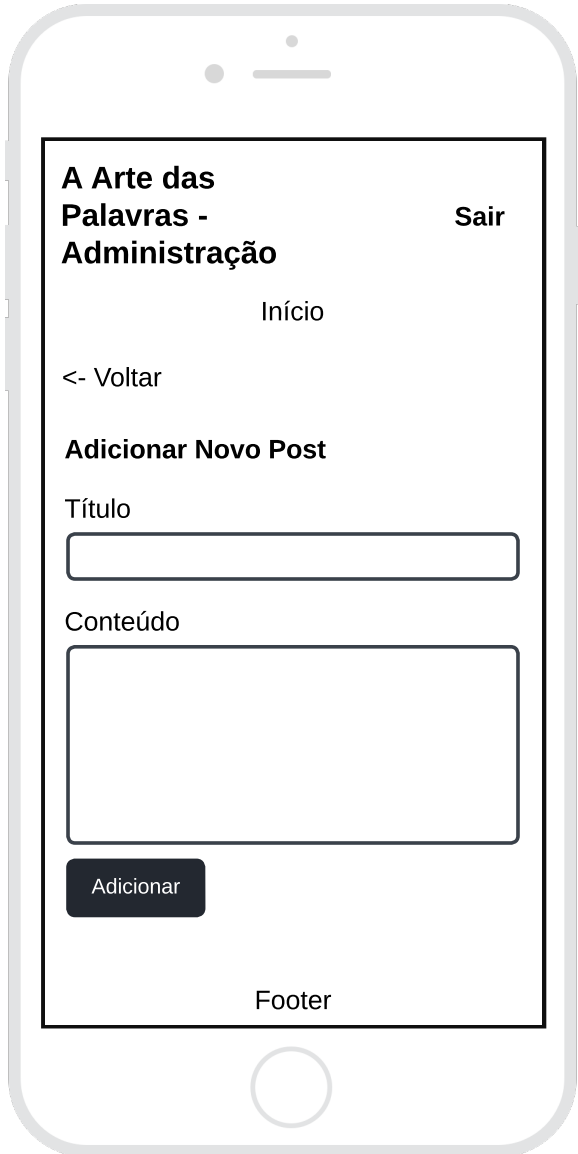 A Arte das
Palavras -
Administração
Sair
Início
<- Voltar
Adicionar Novo Post
Título
Conteúdo
Adicionar
Footer